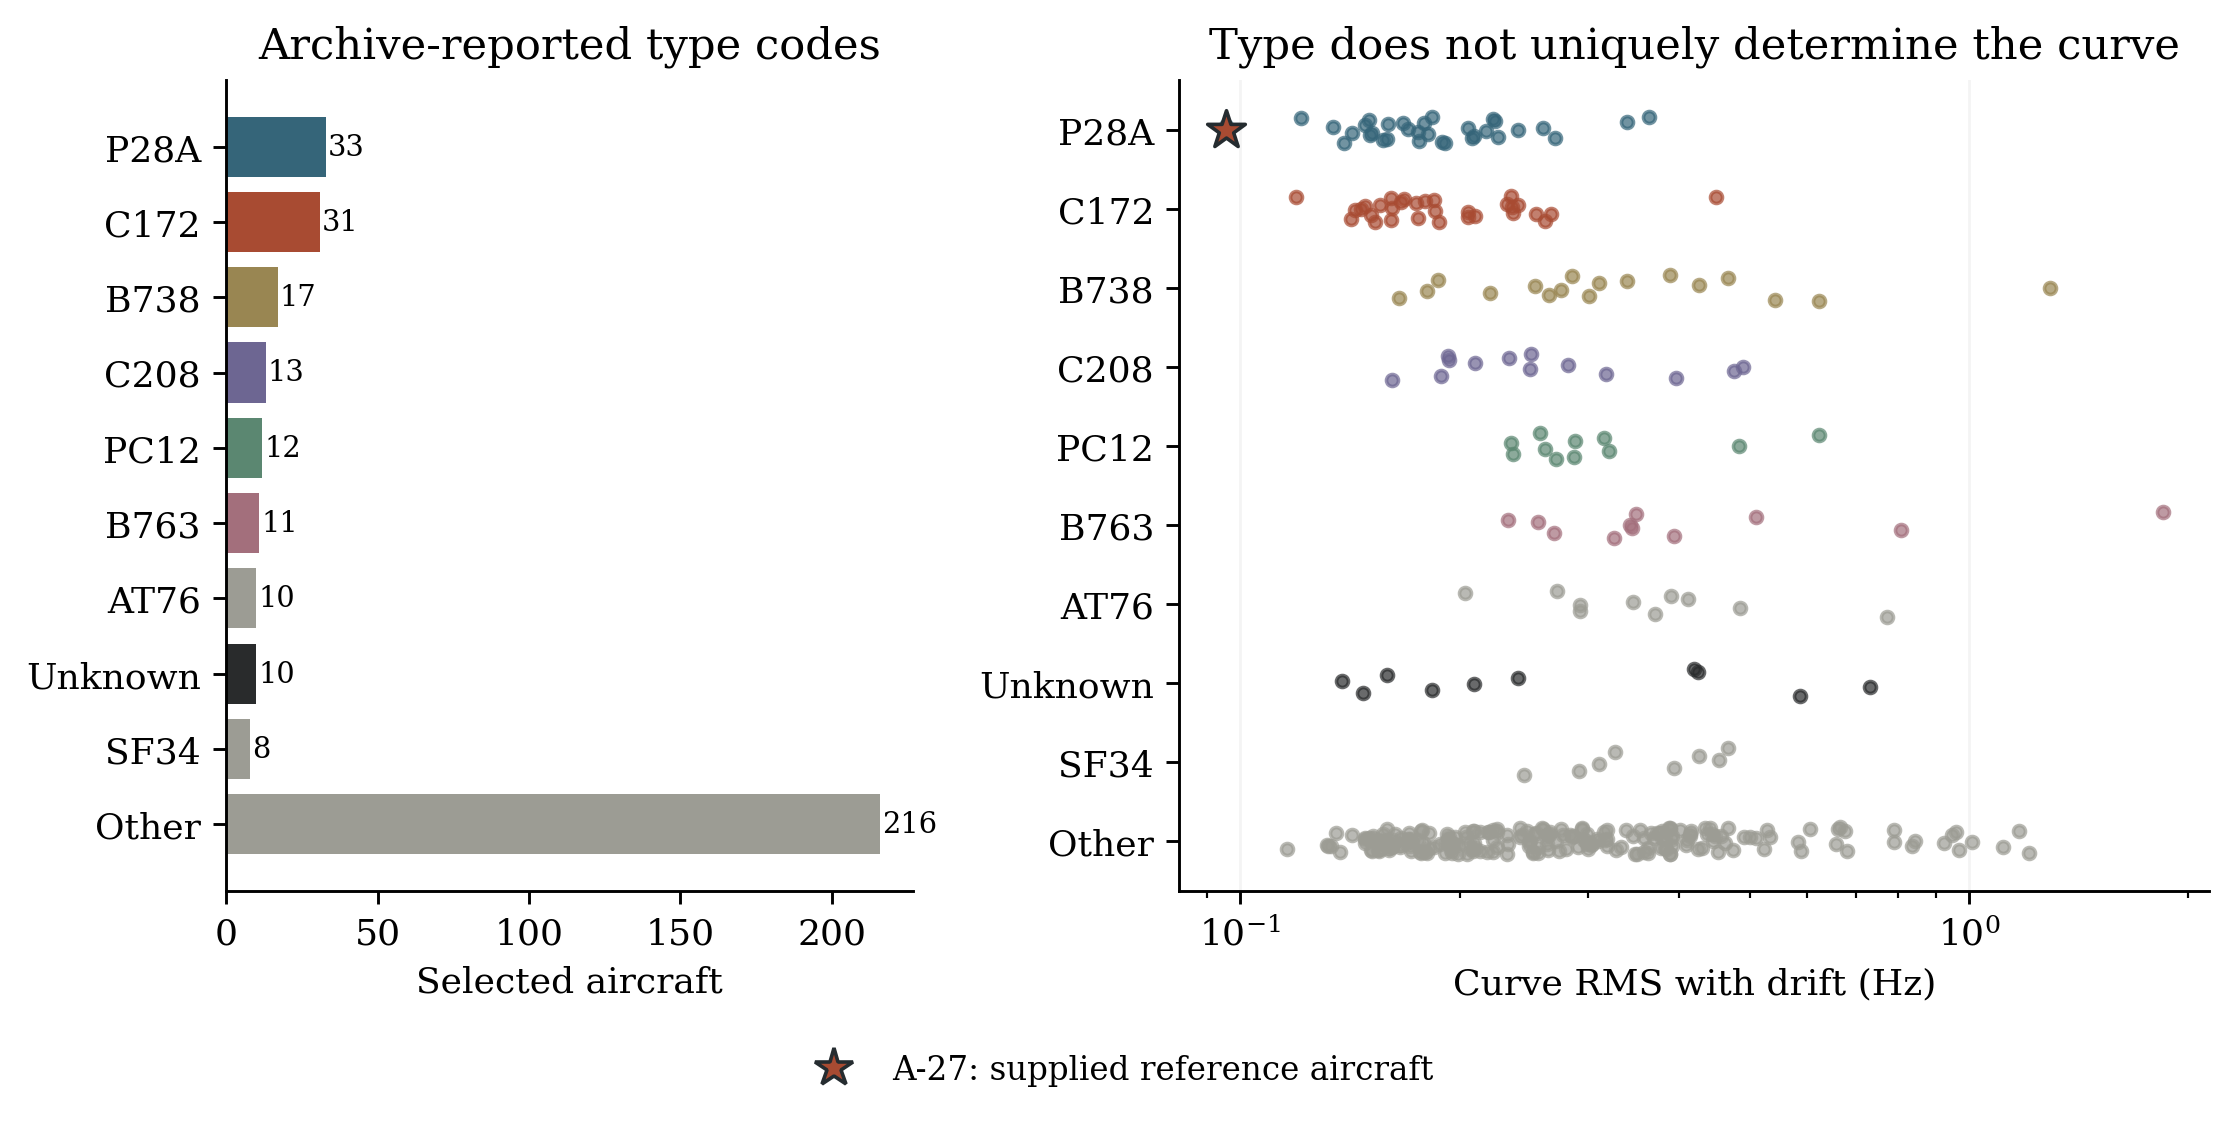 Archive-reported type codes
P28A 33
C172 31
B738 17
C208 13
PC12 12
B763 11
AT76 10
Unknown 10
SF34 8
Other 216
0 50 100 150 200
Selected aircraft
Type does not uniquely determine the curve
P28A
C172
B738
C208
PC12
B763
AT76
Unknown
SF34
Other
10⁻¹ 10⁰
Curve RMS with drift (Hz)
A-27: supplied reference aircraft